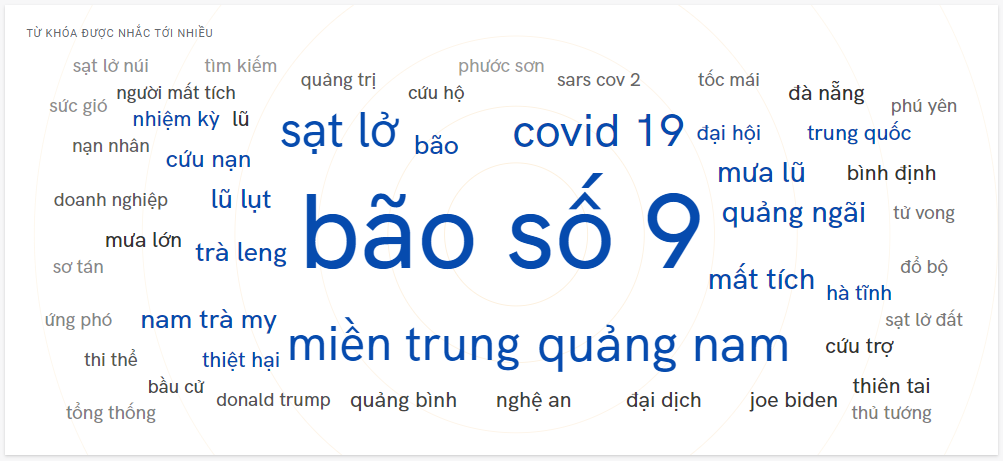 TỪ KHÓA ĐƯỢC NHẮC TỚI NHIỀU
sạt lở núi
tìm kiếm
phước sơn
quảng trị
sars cov 2
tốc mái
người mất tích
cứu hộ
đà nẵng
sức gió
phú yên
nhiệm kỳ
lũ
sạt lở
covid 19
đại hội
trung quốc
nạn nhân
bão
cứu nạn
mưa lũ
bình định
doanh nghiệp
lũ lụt
quảng ngãi
tử vong
bão số 9
mưa lớn
trà leng
sơ tán
đổ bộ
mất tích
hà tĩnh
ứng phó
nam trà my
sạt lở đất
miền trung
quảng nam
cứu trợ
thi thể
thiệt hại
bầu cử
thiên tai
donald trump
quảng bình
nghệ an
đại dịch
joe biden
tổng thống
thủ tướng